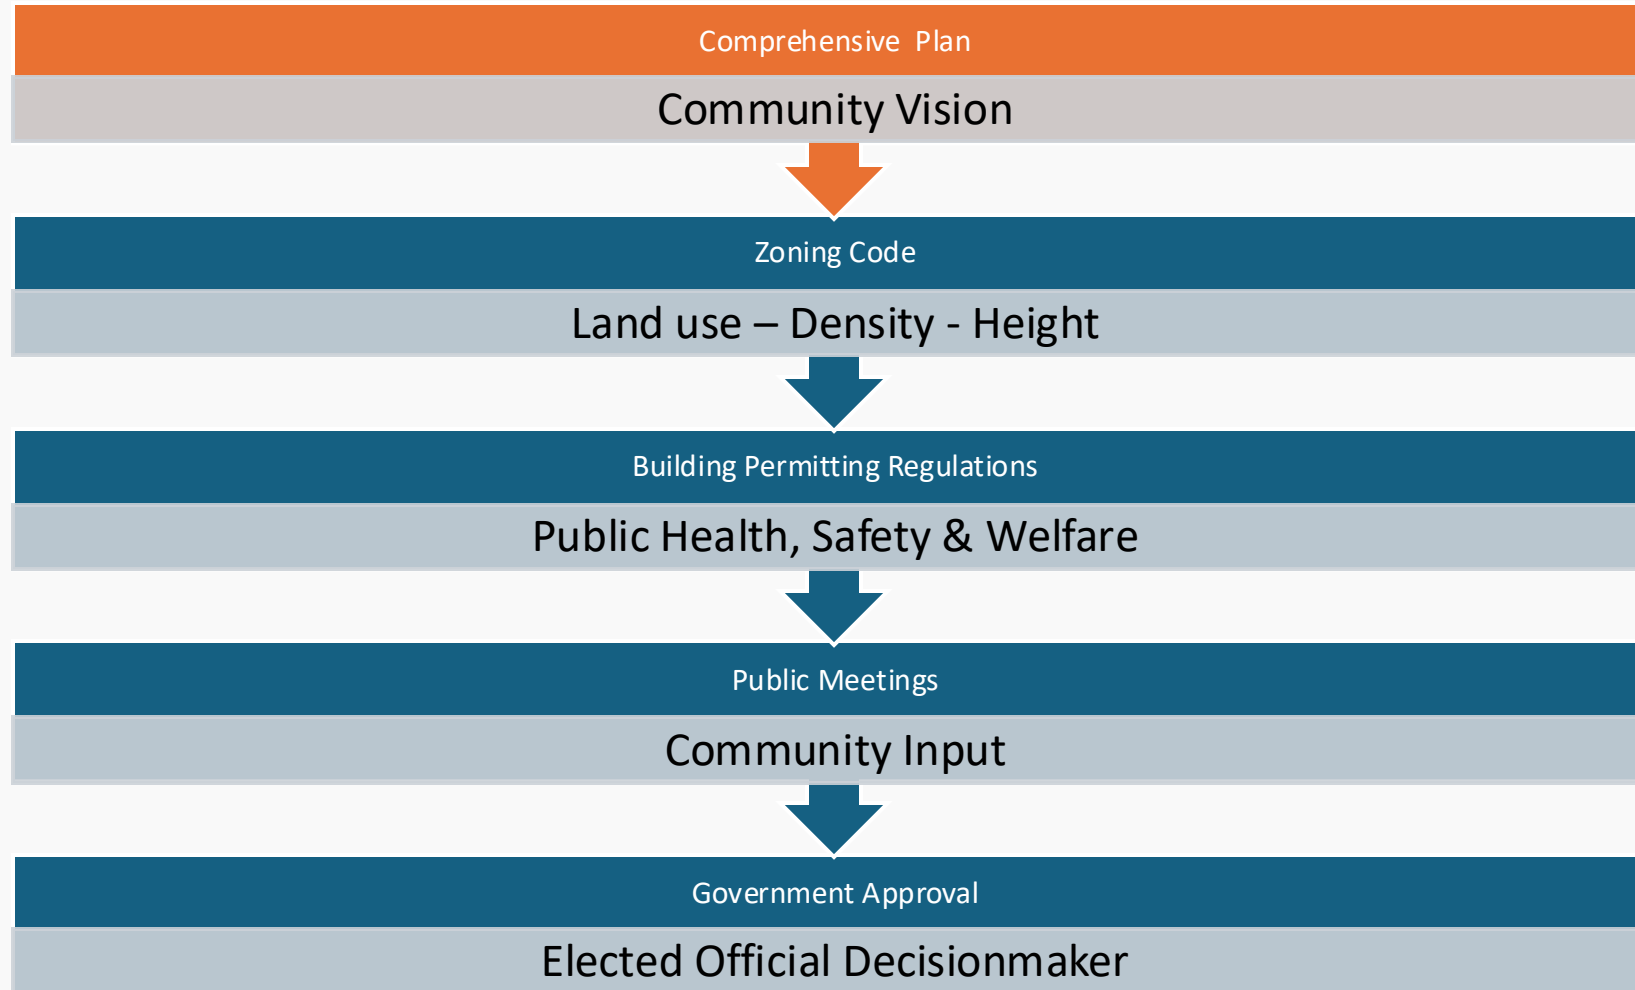 Comprehensive Plan
Community Vision
Zoning Code
Land use – Density - Height
Building Permitting Regulations
Public Health, Safety & Welfare
Public Meetings
Community Input
Government Approval
Elected Official Decisionmaker